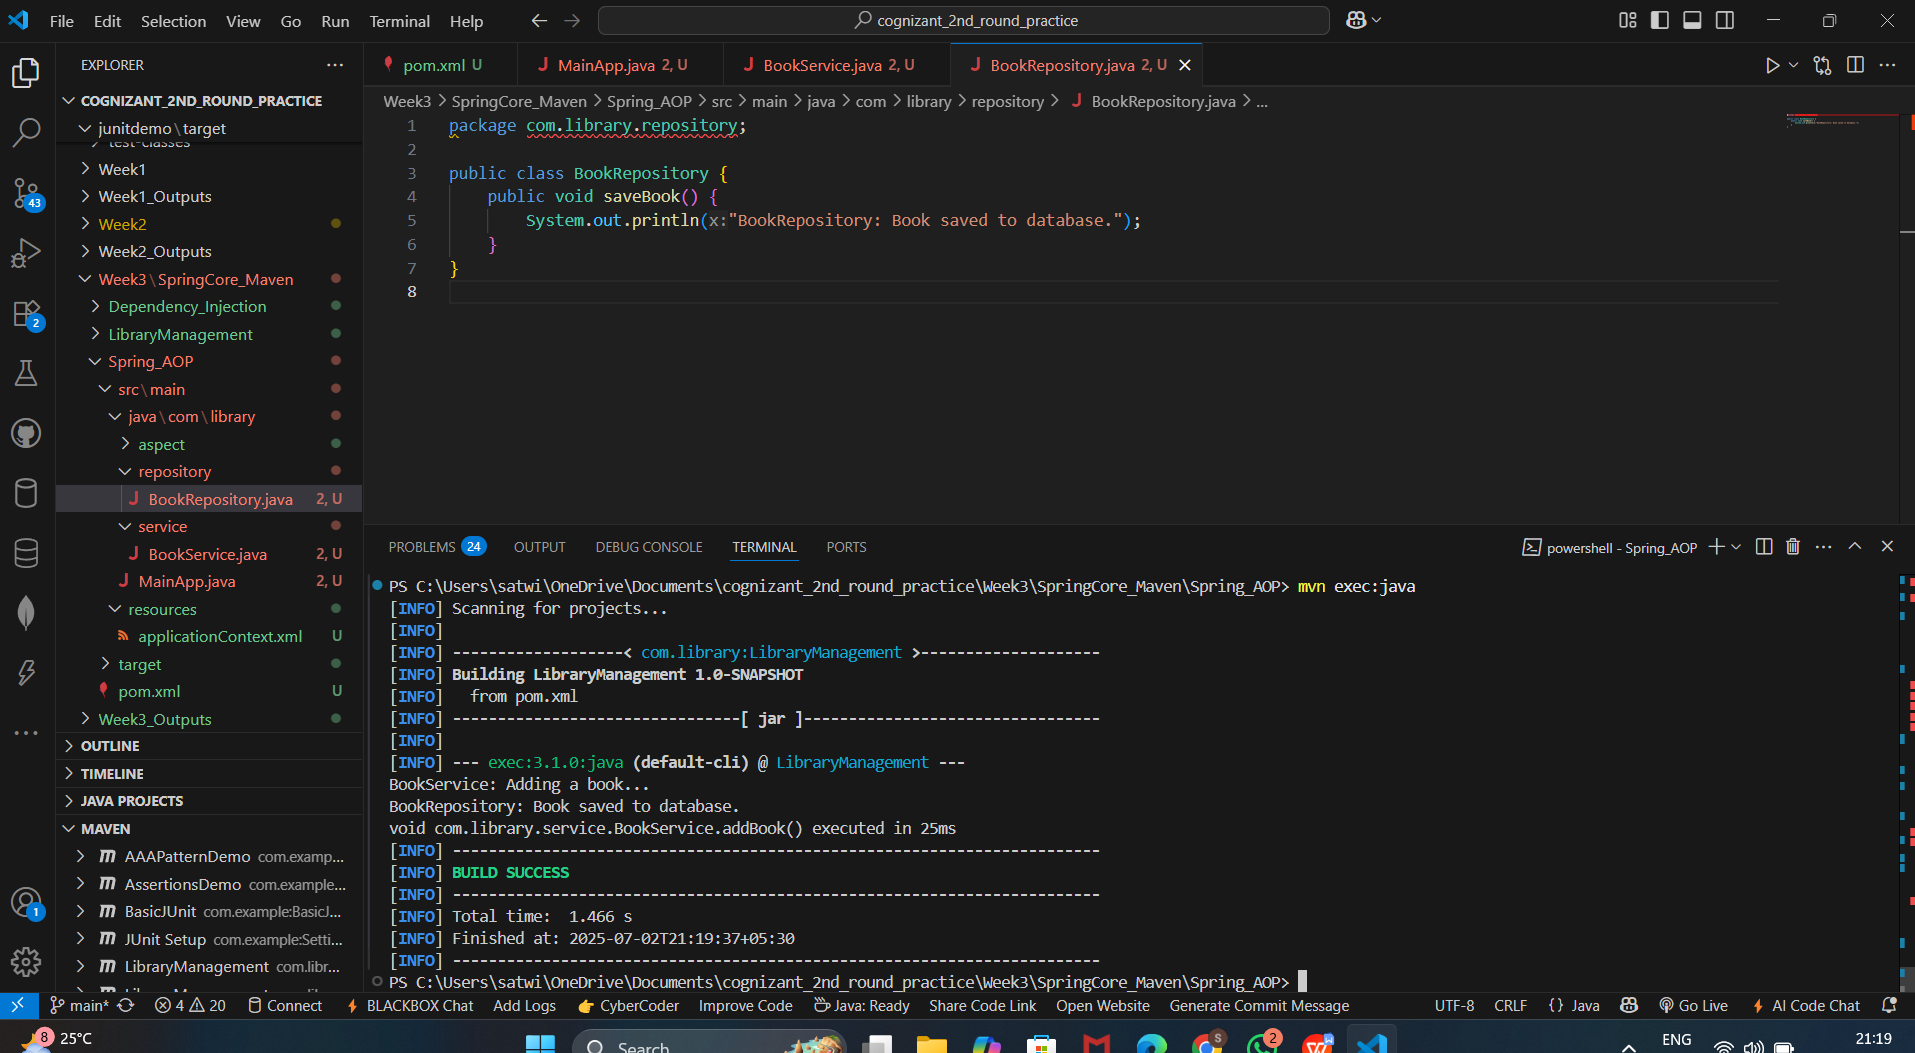 File Edit Selection View Go Run Terminal Help
cognizant_2nd_round_practice
EXPLORER
COGNIZANT_2ND_ROUND_PRACTICE
junitdemo\target
test-classes
Week1
Week1_Outputs
Week2
Week2_Outputs
Week3\SpringCore_Maven
Dependency_Injection
LibraryManagement
Spring_AOP
src\main
java\com\library
aspect
repository
BookRepository.java 2, U
service
BookService.java 2, U
MainApp.java 2, U
resources
applicationContext.xml U
target
pom.xml U
Week3_Outputs
OUTLINE
TIMELINE
JAVA PROJECTS
MAVEN
AAAPatternDemo com.examp...
AssertionsDemo com.example...
BasicJUnit com.example:BasicJ...
JUnit Setup com.example:Setti...
LibraryManagement com.libr...
43
2
1
pom.xml U
MainApp.java 2, U
BookService.java 2, U
BookRepository.java 2, U
Week3 > SpringCore_Maven > Spring_AOP > src > main > java > com > library > repository > BookRepository.java > ...
1 package com.library.repository;
2
3 public class BookRepository {
4 public void saveBook() {
5 System.out.println(x:"BookRepository: Book saved to database.");
6 }
7 }
8
PROBLEMS 24 OUTPUT DEBUG CONSOLE TERMINAL PORTS
powershell - Spring_AOP
PS C:\Users\satwi\OneDrive\Documents\cognizant_2nd_round_practice\Week3\SpringCore_Maven\Spring_AOP> mvn exec:java
[INFO] Scanning for projects...
[INFO]
[INFO] -------------------< com.library:LibraryManagement >--------------------
[INFO] Building LibraryManagement 1.0-SNAPSHOT
[INFO]   from pom.xml
[INFO] --------------------------------[ jar ]---------------------------------
[INFO]
[INFO] --- exec:3.1.0:java (default-cli) @ LibraryManagement ---
BookService: Adding a book...
BookRepository: Book saved to database.
void com.library.service.BookService.addBook() executed in 25ms
[INFO] ------------------------------------------------------------------------
[INFO] BUILD SUCCESS
[INFO] ------------------------------------------------------------------------
[INFO] Total time:  1.466 s
[INFO] Finished at: 2025-07-02T21:19:37+05:30
[INFO] ------------------------------------------------------------------------
PS C:\Users\satwi\OneDrive\Documents\cognizant_2nd_round_practice\Week3\SpringCore_Maven\Spring_AOP>
main* 4 20 Connect BLACKBOX Chat Add Logs CyberCoder Improve Code Java: Ready Share Code Link Open Website Generate Commit Message UTF-8 CRLF {} Java Go Live AI Code Chat
8 25°C Search S 2 W ENG 21:19